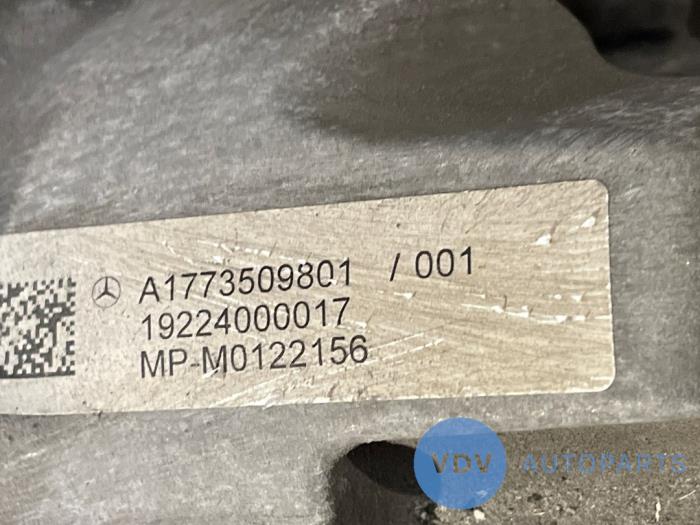 A1773509801 / 001
19224000017
MP-M0122156
VDV AUTOPARTS